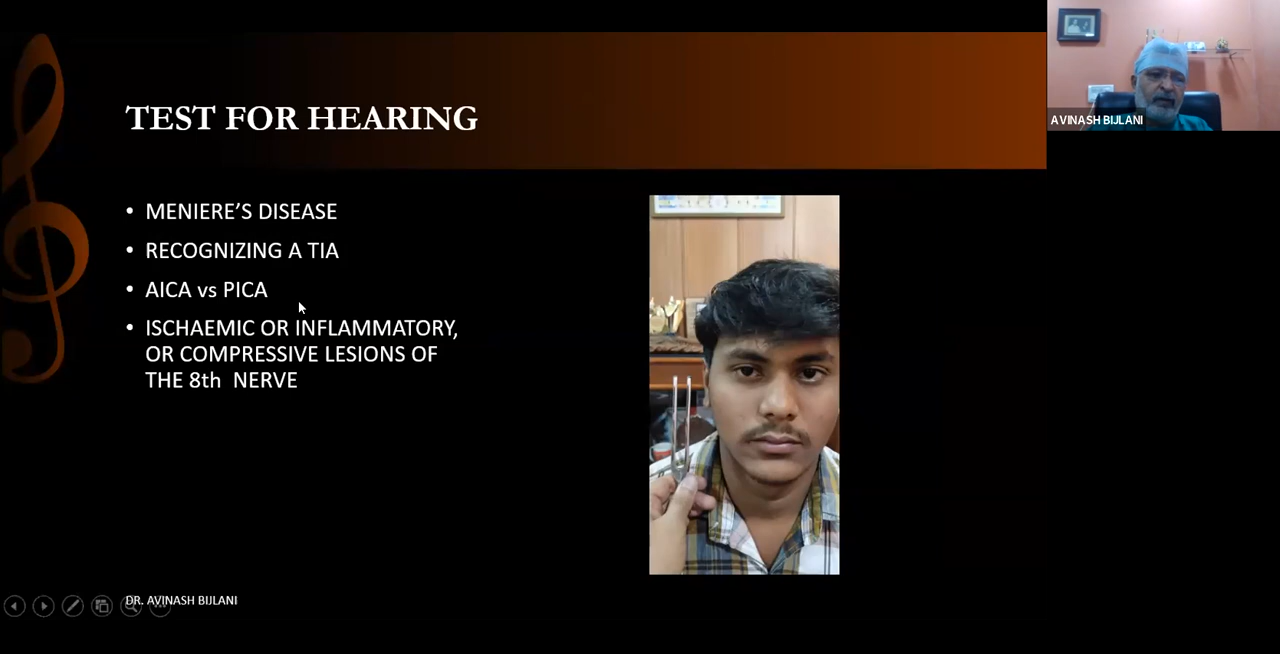 TEST FOR HEARING
• MENIERE'S DISEASE
• RECOGNIZING A TIA
• AICA vs PICA
• ISCHAEMIC OR INFLAMMATORY,
OR COMPRESSIVE LESIONS OF
THE 8th NERVE
DR. AVINASH BIJLANI
AVINASH BIJLANI